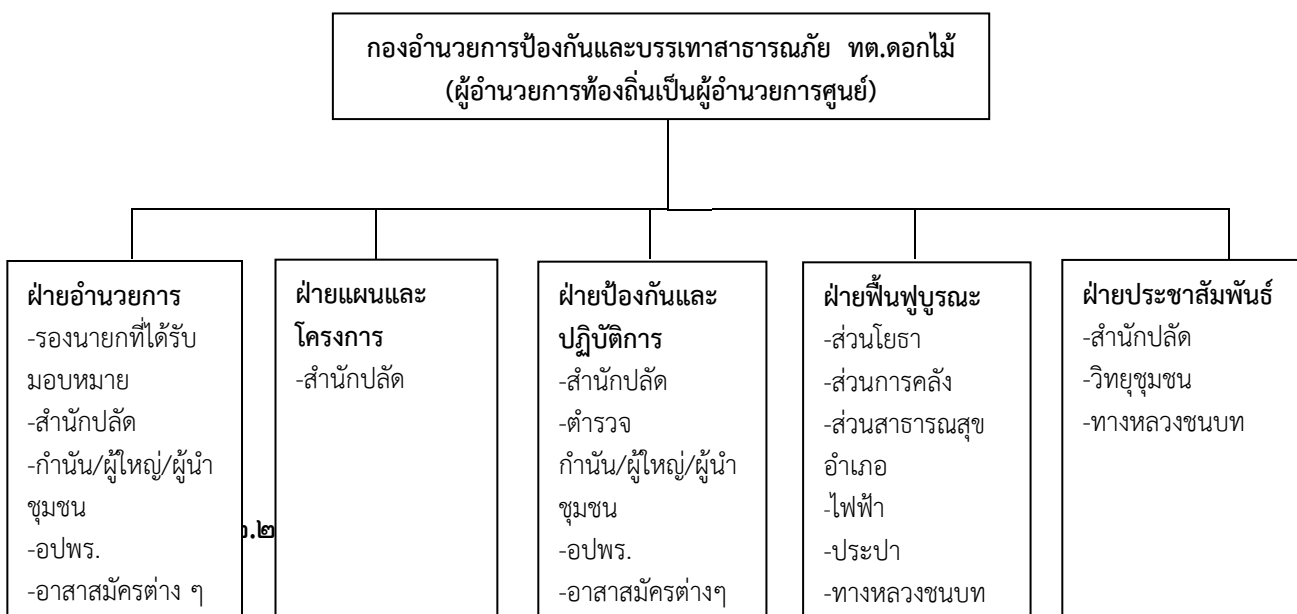 กองอำนวยการป้องกันและบรรเทาสาธารณภัย ทต.ดอกไม้
(ผู้อำนวยการท้องถิ่นเป็นผู้อำนวยการศูนย์)
ฝ่ายอำนวยการ
-รองนายกที่ได้รับ
มอบหมาย
-สำนักปลัด
-กำนัน/ผู้ใหญ่/ผู้นำ
ชุมชน
-อปพร.
-อาสาสมัครต่าง ๆ
ฝ่ายแผนและ
โครงการ
-สำนักปลัด
ฝ่ายป้องกันและ
ปฏิบัติการ
-สำนักปลัด
-ตำรวจ
กำนัน/ผู้ใหญ่/ผู้นำ
ชุมชน
-อปพร.
-อาสาสมัครต่างๆ
ฝ่ายฟื้นฟูบูรณะ
-ส่วนโยธา
-ส่วนการคลัง
-ส่วนสาธารณสุข
อำเภอ
-ไฟฟ้า
-ประปา
-ทางหลวงชนบท
ฝ่ายประชาสัมพันธ์
-สำนักปลัด
-วิทยุชุมชน
-ทางหลวงชนบท